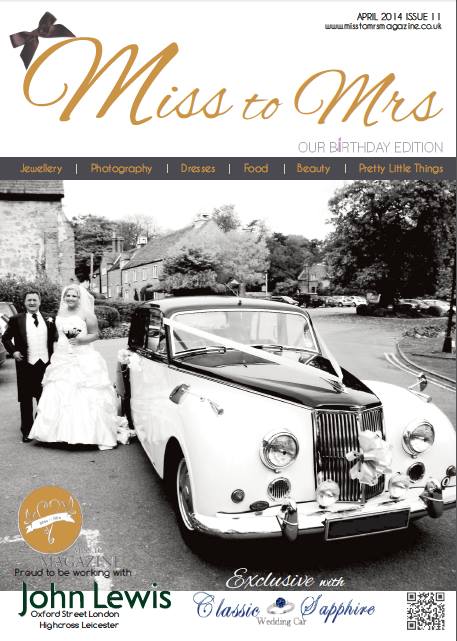 APRIL 2014 ISSUE 11
www.misstomrsmagazine.co.uk
Miss to Mrs
OUR BIRTHDAY EDITION
Jewellery | Photography | Dresses | Food | Beauty | Pretty Little Things
MAGAZINE
Proud to be working with
John Lewis
Oxford Street London
Highcross Leicester
Exclusive with
Classic Sapphire
Wedding Car